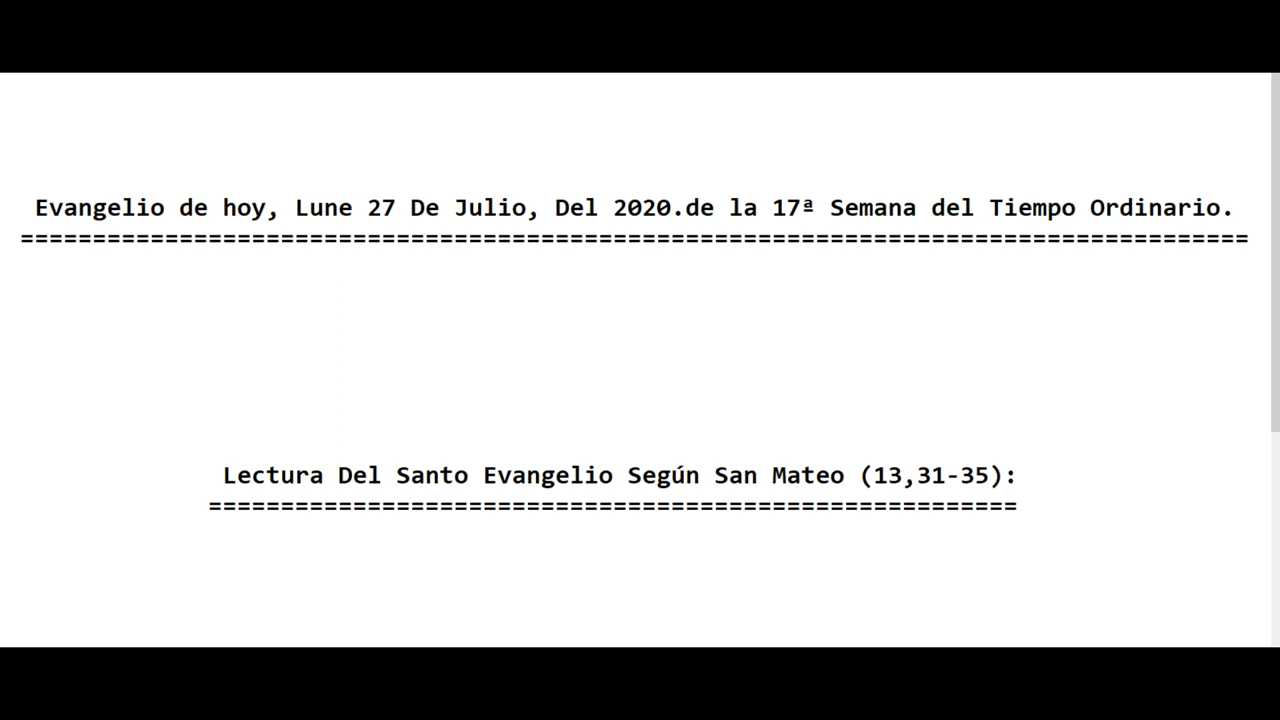 Evangelio de hoy, Lune 27 De Julio, Del 2020.de la 17ª Semana del Tiempo Ordinario.
=====================================================================================
Lectura Del Santo Evangelio Según San Mateo (13,31-35):
========================================================